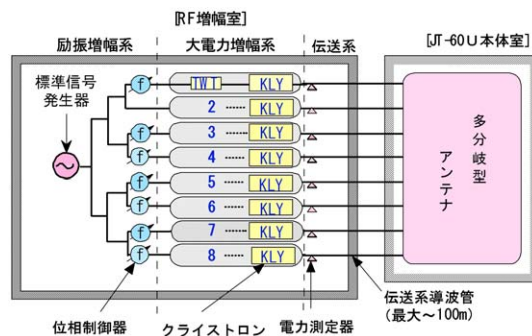 [RF増幅室]
励振増幅系
大電力増幅系
伝送系
[JT-60U本体室]
標準信号
発生器
f
TWT
KLY
2 …… KLY
f
3 …… KLY
f
4 …… KLY
f
5 …… KLY
f
6 …… KLY
f
7 …… KLY
f
8 …… KLY
多分岐型
アンテナ
位相制御器
クライストロン
電力測定器
伝送系導波管
(最大～100m)